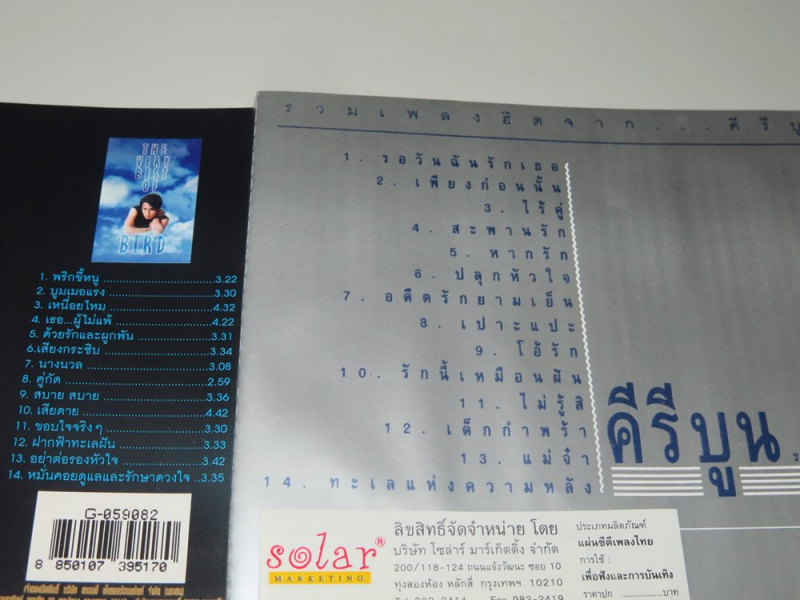 THE
VERY
BEST
OF
BIRD
1. พริกขี้หนู ........ 3.22
2. บูมเมอแรง ........ 3.30
3. เหนื่อยไหม ........ 4.32
4. เธอ...ผู้ไม่แพ้ ........ 4.22
5. ด้วยรักและผูกพัน ........ 3.31
6.เสียงกระซิบ ........ 3.34
7. นางนวล ........ 3.08
8. คู่กัด ........ 2.59
9. สบาย สบาย ........ 3.36
10. เสียดาย ........ 4.42
11. ขอบใจจริงๆ ........ 3.30
12. ฝากฟ้าทะเลฝัน ........ 3.33
13. อย่าต่อรองหัวใจ ........ 3.42
14. หมั่นคอยดูแลและรักษาดวงใจ ..3.35
G-059082
8 850107 395170
รวมเพลงฮิตจาก...คีรีบู
1. รอวันฉันรักเธอ
2. เพียงก่อนนั้น
3. ไร้คู่
4. สะพานรัก
5. หากรัก
6. ปลุกหัวใจ
7. อดีตรักยามเย็น
8. เปาะแปะ
9. โอ้รัก
10. รักนี้เหมือนฝัน
11. ไม่รู้สิ
12. เด็กกำพร้า
13. แม่จ๋า
14. ทะเลแห่งความหลัง
คีรีบูน
solar®
MARKETING
ลิขสิทธิ์จัดจำหน่าย โดย
บริษัท โซล่าร์ มาร์เก็ตติ้ง จำกัด
200/118-124 ถนนแจ้งวัฒนะ ซอย 10
ทุ่งสองห้อง หลักสี่ กรุงเทพฯ 10210
982-2419
ประเภทผลิตภัณฑ์
แผ่นซีดีเพลงไทย
การใช้ :
เพื่อฟังและการบันเทิง
ราคาปก ........บาท